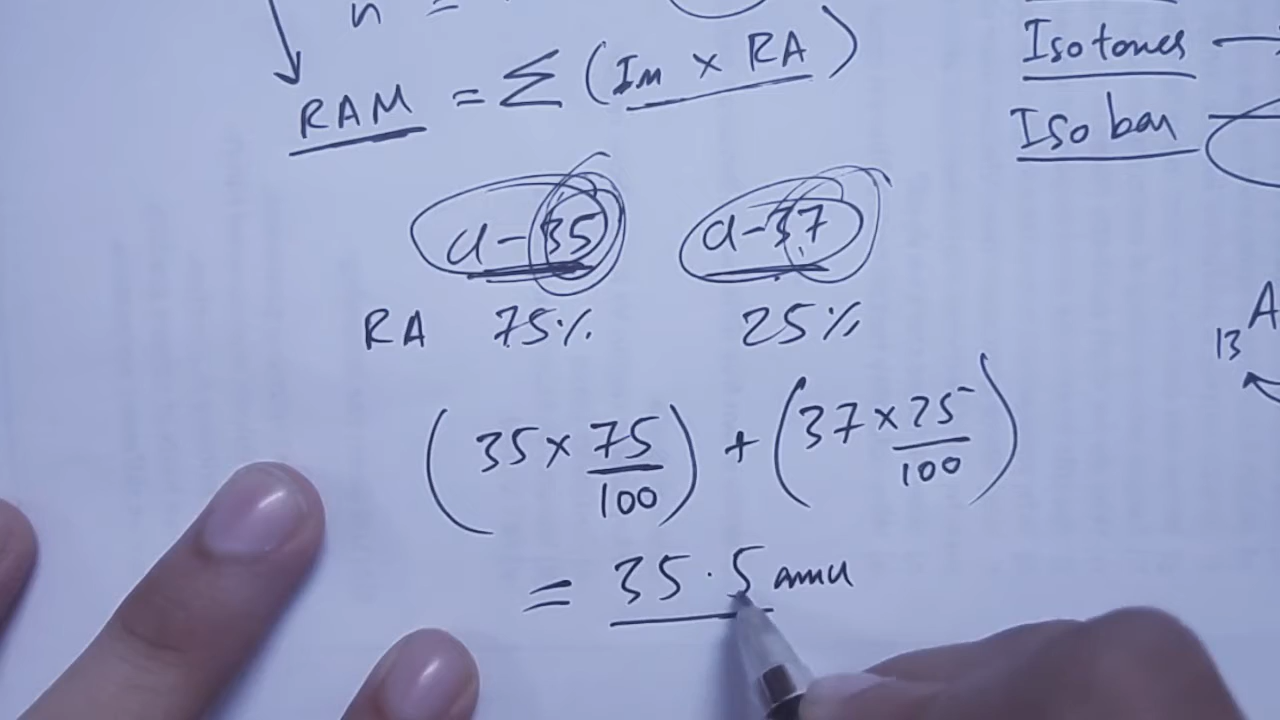 n =
RAM = Σ (Im × RA)
Cl-35 Cl-37
RA 75% 25%
(35 × 75/100) + (37 × 25/100)
= 35.5 amu
Isotones
Isobar
13 A